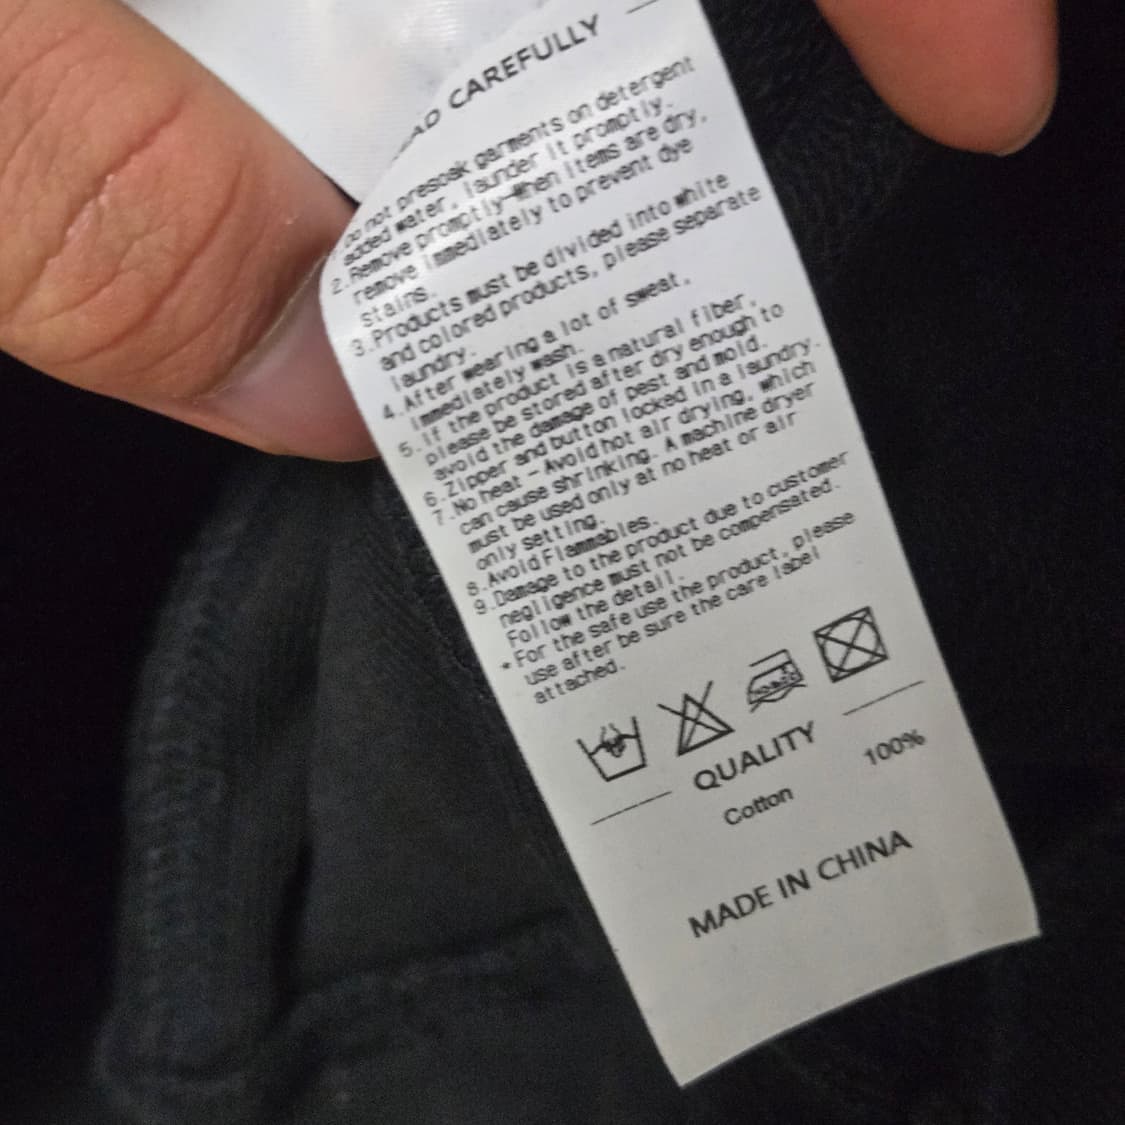 AD CAREFULLY
Do not presoak garments on detergent
added water, launder it promptly.
2.Remove promptly-When items are dry,
remove immediately to prevent dye
stains.
3.Products must be divided into white
and colored products, please separate
laundry.
4.After wearing a lot of sweat,
immediately wash.
5.If the product is a natural fiber,
please be stored after dry enough to
avoid the damage of pest and mold.
6.Zipper and button locked in a laundry.
7.No heat - Avoid hot air drying, which
can cause shrinking. A machine dryer
must be used only at no heat or air
only setting.
8.Avoid Flammables.
9.Damage to the product due to customer
negligence must not be compensated.
Follow the detail.
*For the safe use the product, please
use after be sure the care label
attached.
QUALITY
Cotton 100%
MADE IN CHINA